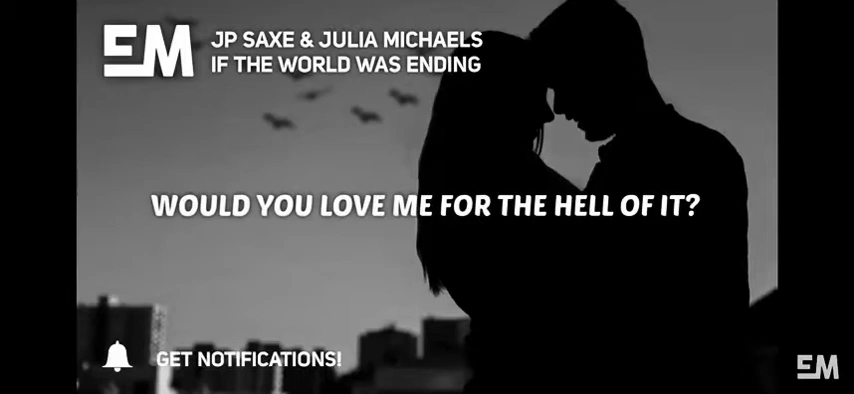 EM
JP SAXE & JULIA MICHAELS
IF THE WORLD WAS ENDING
WOULD YOU LOVE ME FOR THE HELL OF IT?
GET NOTIFICATIONS!
EM